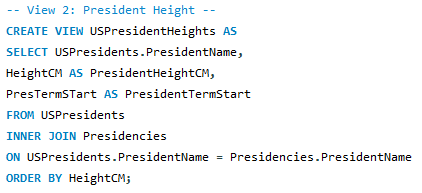 -- View 2: President Height --
CREATE VIEW USPresidentHeights AS
SELECT USPresidents.PresidentName,
HeightCM AS PresidentHeightCM,
PresTermSTart AS PresidentTermStart
FROM USPresidents
INNER JOIN Presidencies
ON USPresidents.PresidentName = Presidencies.PresidentName
ORDER BY HeightCM;